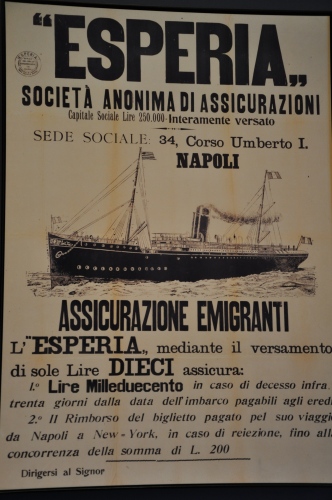 "ESPERIA„
SOCIETÀ ANONIMA DI ASSICURAZIONI
Capitale Sociale Lire 250.000 - Interamente versato
SEDE SOCIALE: 34, Corso Umberto I.
NAPOLI
ASSICURAZIONE EMIGRANTI
L'"ESPERIA„ mediante il versamento
di sole Lire DIECI assicura:
1.º Lire Milleduecento in caso di decesso infra
trenta giorni dalla data dell'imbarco pagabili agli eredi
2.º Il Rimborso del biglietto pagato pel suo viaggio
da Napoli a New-York, in caso di reiezione, fino alla
concorrenza della somma di L. 200
Dirigersi al Signor